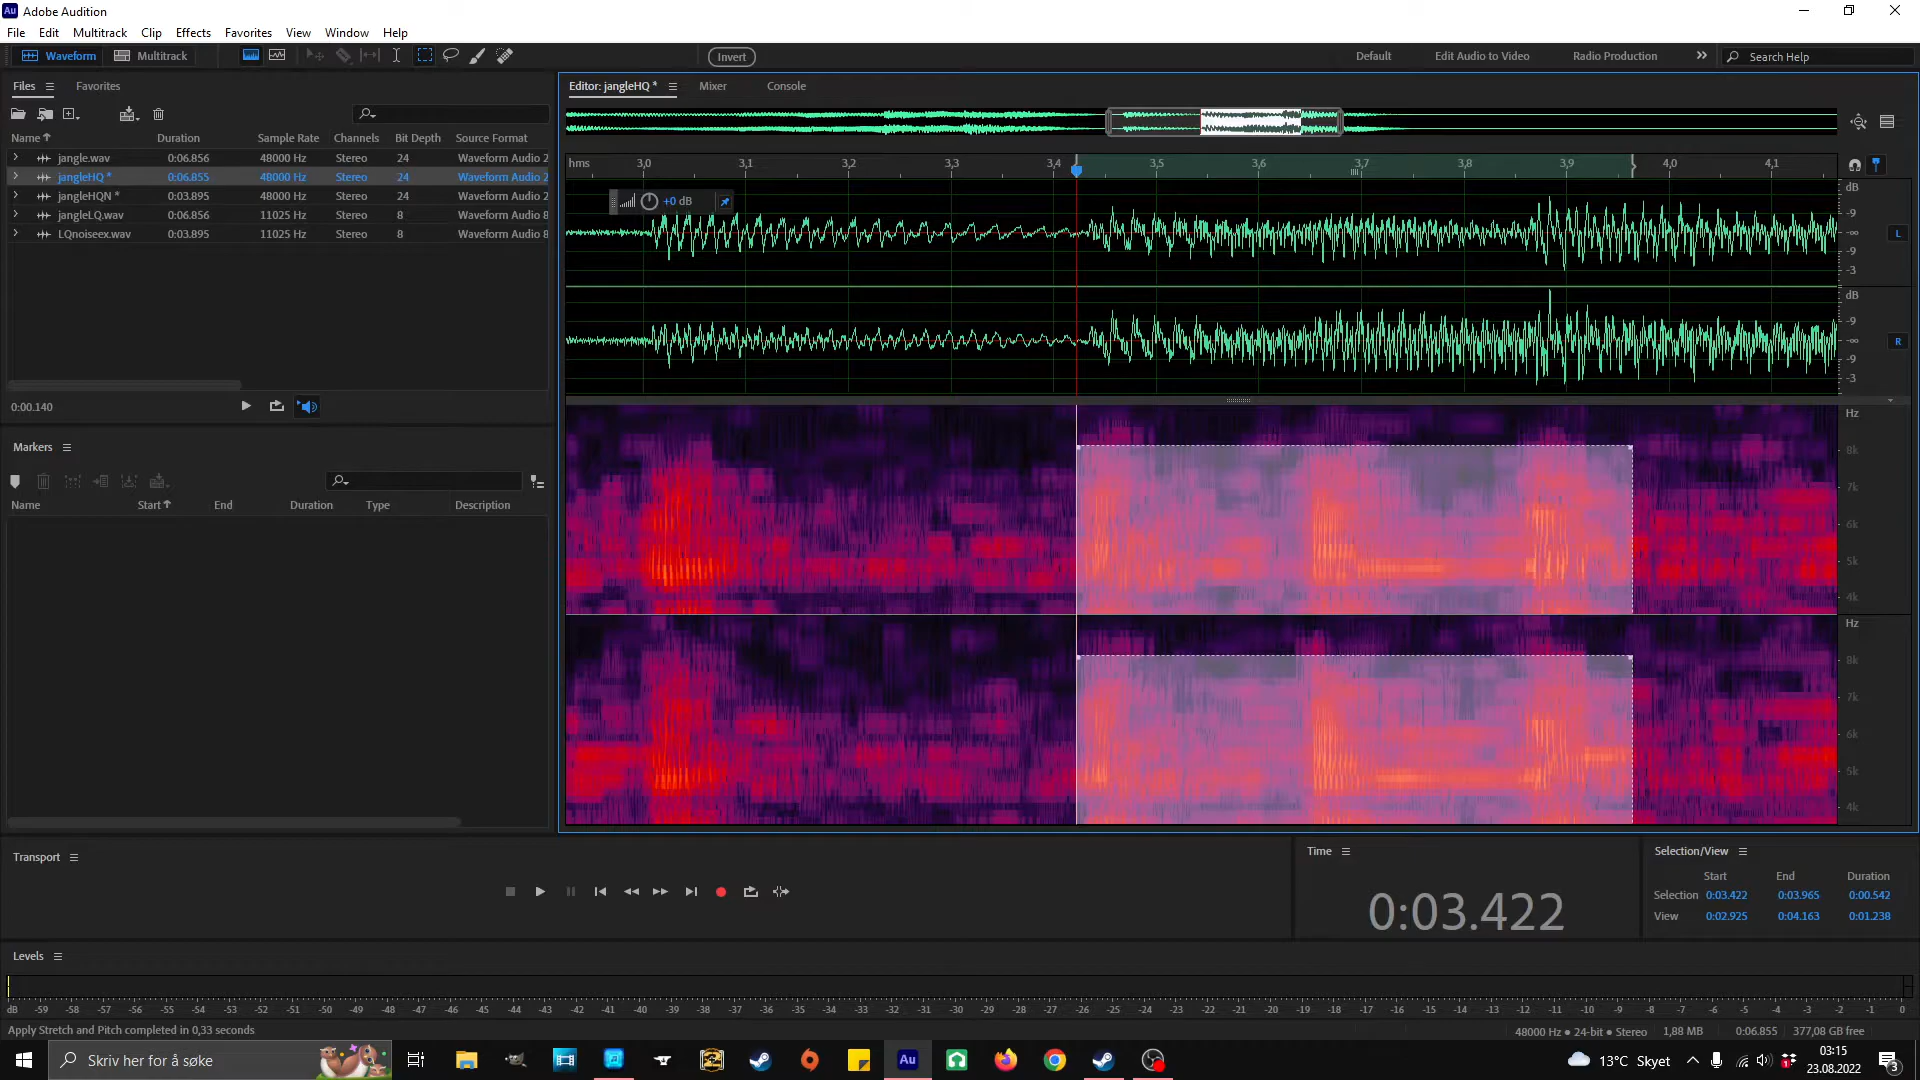 Au Adobe Audition
File Edit Multitrack Clip Effects Favorites View Window Help
Waveform Multitrack Invert Default Edit Audio to Video Radio Production Search Help
Files Favorites
Name Duration Sample Rate Channels Bit Depth Source Format
jangle.wav 0:06.856 48000 Hz Stereo 24 Waveform Audio 2
jangleHQ * 0:06.855 48000 Hz Stereo 24 Waveform Audio 2
jangleHQN * 0:03.895 48000 Hz Stereo 24 Waveform Audio 2
jangleLQ.wav 0:06.856 11025 Hz Stereo 8 Waveform Audio 8
LQnoiseex.wav 0:03.895 11025 Hz Stereo 8 Waveform Audio 8
0:00.140
Markers
Name Start End Duration Type Description
Editor: jangleHQ * Mixer Console
hms 3,0 3,1 3,2 3,3 3,4 3,5 3,6 3,7 3,8 3,9 4,0 4,1
+0 dB
dB
-9
-∞
-9
-3
L
dB
-9
-∞
-9
-3
R
Hz
8k
7k
6k
5k
4k
Hz
8k
7k
6k
5k
4k
Transport
Time
0:03.422
Selection/View
Start End Duration
Selection 0:03.422 0:03.965 0:00.542
View 0:02.925 0:04.163 0:01.238
Levels
dB -59 -58 -57 -56 -55 -54 -53 -52 -51 -50 -49 -48 -47 -46 -45 -44 -43 -42 -41 -40 -39 -38 -37 -36 -35 -34 -33 -32 -31 -30 -29 -28 -27 -26 -25 -24 -23 -22 -21 -20 -19 -18 -17 -16 -15 -14 -13 -12 -11 -10 -9 -8 -7 -6 -5 -4 -3 -2 -1 0
Apply Stretch and Pitch completed in 0,33 seconds
48000 Hz • 24-bit • Stereo 1,88 MB 0:06.855 377,08 GB free
Skriv her for å søke
Au
13°C Skyet
1
03:15
23.08.2022
3